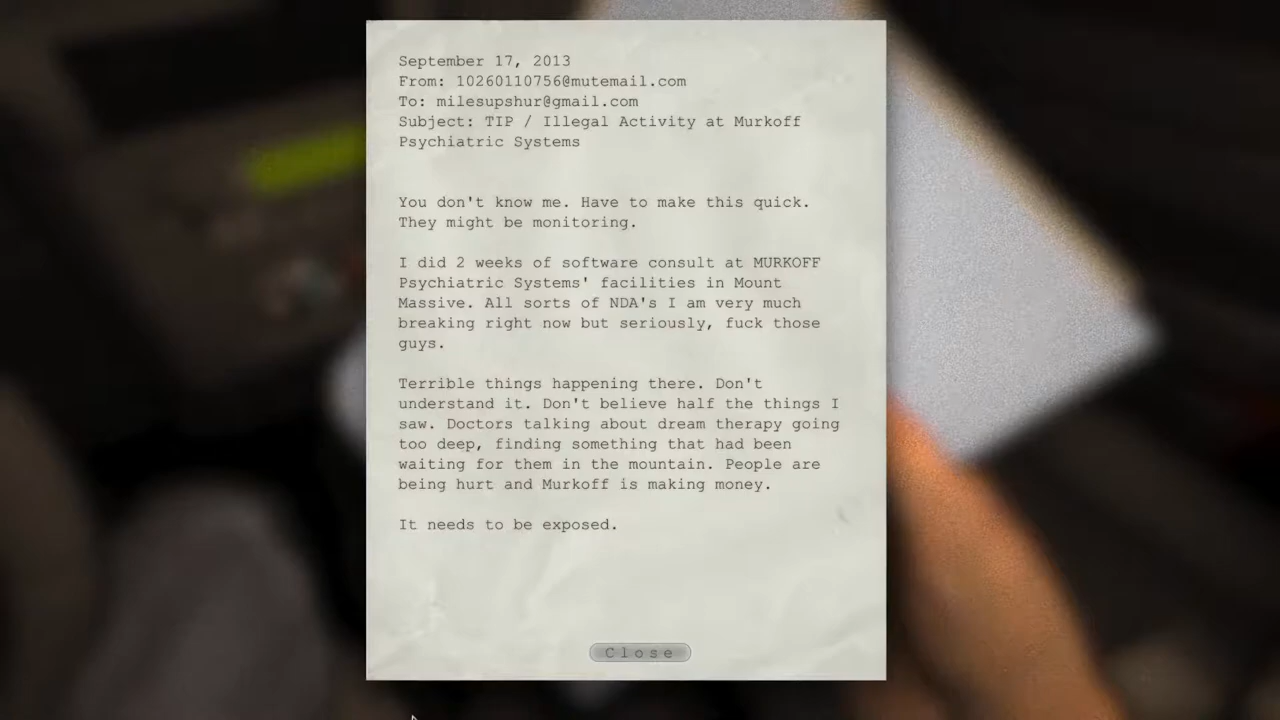 September 17, 2013
From: 10260110756@mutemail.com
To: milesupshur@gmail.com
Subject: TIP / Illegal Activity at Murkoff
Psychiatric Systems
You don't know me. Have to make this quick.
They might be monitoring.
I did 2 weeks of software consult at MURKOFF
Psychiatric Systems' facilities in Mount
Massive. All sorts of NDA's I am very much
breaking right now but seriously, fuck those
guys.
Terrible things happening there. Don't
understand it. Don't believe half the things I
saw. Doctors talking about dream therapy going
too deep, finding something that had been
waiting for them in the mountain. People are
being hurt and Murkoff is making money.
It needs to be exposed.
Close